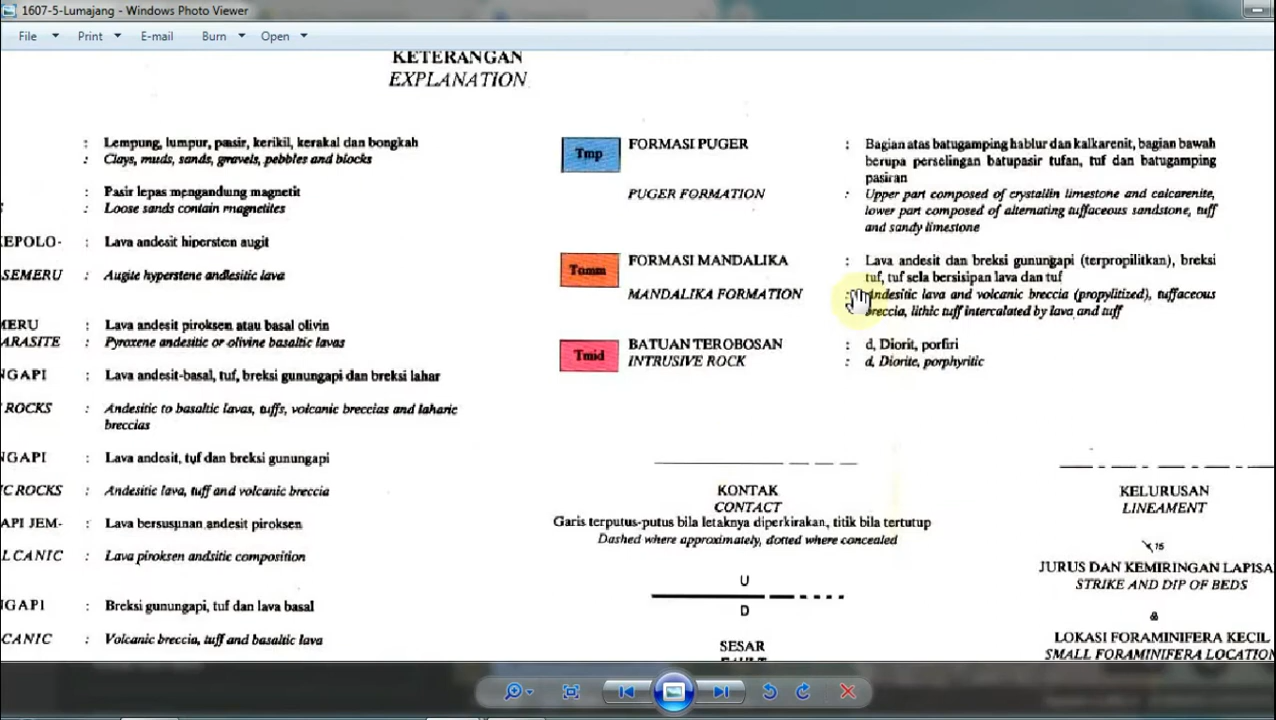 1607-5-Lumajang - Windows Photo Viewer
File Print E-mail Burn Open
KETERANGAN
EXPLANATION
: Lempung, lumpur, pasir, kerikil, kerakal dan bongkah
: Clays, muds, sands, gravels, pebbles and blocks
: Pasir lepas mengandung magnetit
S : Loose sands contain magnetites
KEPOLO- : Lava andesit hipersten augit
SEMERU : Augite hyperstene andlesitic lava
MERU : Lava andesit piroksen atau basal olivin
ARASITE : Pyroxene andesitic or olivine basaltic lavas
NGAPI : Lava andesit-basal, tuf, breksi gunungapi dan breksi lahar
ROCKS : Andesitic to basaltic lavas, tuffs, volcanic breccias and laharic
breccias
NGAPI : Lava andesit, tuf dan breksi gunungapi
IC ROCKS : Andesitic lava, tuff and volcanic breccia
API JEM- : Lava bersusunan andesit piroksen
LCANIC : Lava piroksen andsitic composition
NGAPI : Breksi gunungapi, tuf dan lava basal
CANIC : Volcanic breccia, tuff and basaltic lava
Tmp FORMASI PUGER : Bagian atas batugamping hablur dan kalkarenit, bagian bawah
berupa perselingan batupasir tufan, tuf dan batugamping
pasiran
PUGER FORMATION : Upper part composed of crystallin limestone and calcarenite,
lower part composed of alternating tuffaceous sandstone, tuff
and sandy limestone
Tomm FORMASI MANDALIKA : Lava andesit dan breksi gunungapi (terpropilitkan), breksi
tuf, tuf sela bersisipan lava dan tuf
MANDALIKA FORMATION : Andesitic lava and volcanic breccia (propylitized), tuffaceous
breccia, lithic tuff intercalated by lava and tuff
Tmid BATUAN TEROBOSAN : d, Diorit, porfiri
INTRUSIVE ROCK : d, Diorite, porphyritic
KONTAK
CONTACT
Garis terputus-putus bila letaknya diperkirakan, titik bila tertutup
Dashed where approximately, dotted where concealed
U
D
SESAR
FAULT
KELURUSAN
LINEAMENT
15
JURUS DAN KEMIRINGAN LAPISA
STRIKE AND DIP OF BEDS
LOKASI FORAMINIFERA KECIL
SMALL FORAMINIFERA LOCATION